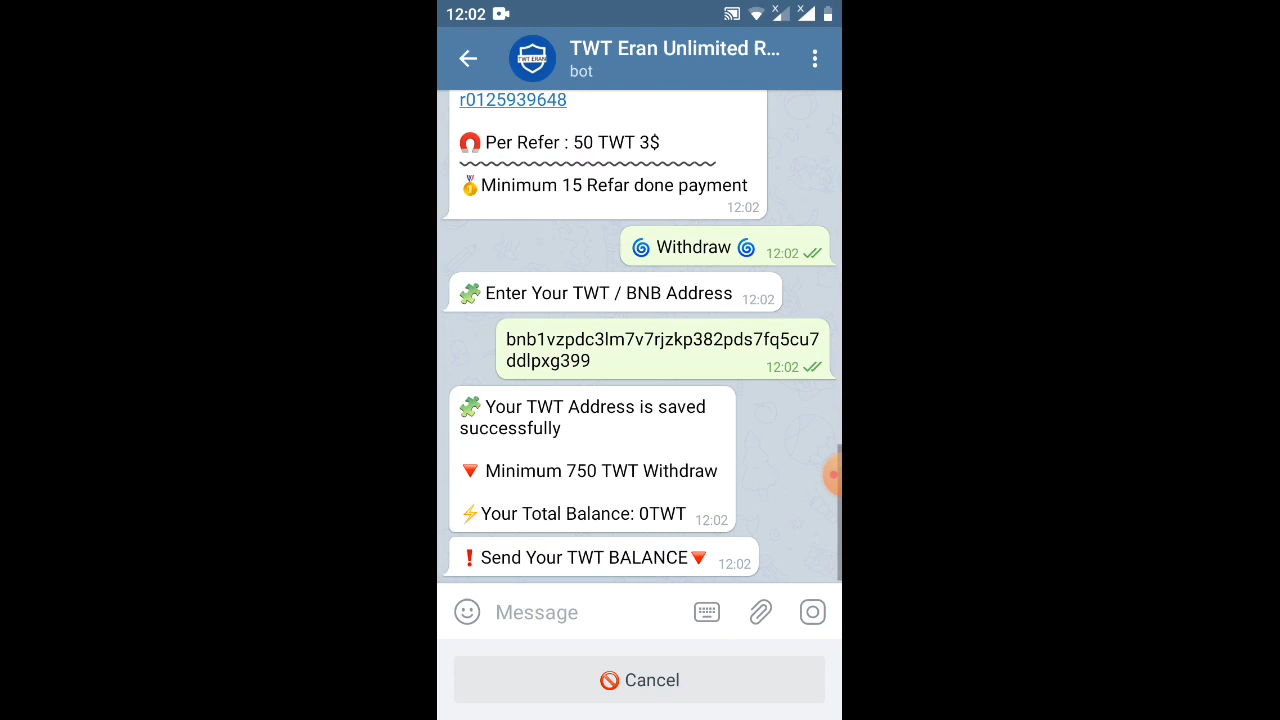 12:02
TWT Eran Unlimited R...
TWT ERAN
bot
r0125939648
🧲 Per Refer : 50 TWT 3$
🏅Minimum 15 Refar done payment
12:02
🌀 Withdraw 🌀 12:02
🧩 Enter Your TWT / BNB Address 12:02
bnb1vzpdc3lm7v7rjzkp382pds7fq5cu7
ddlpxg399
12:02
🧩 Your TWT Address is saved
successfully
🔻 Minimum 750 TWT Withdraw
⚡Your Total Balance: 0TWT 12:02
❗Send Your TWT BALANCE🔻 12:02
Message
🚫 Cancel